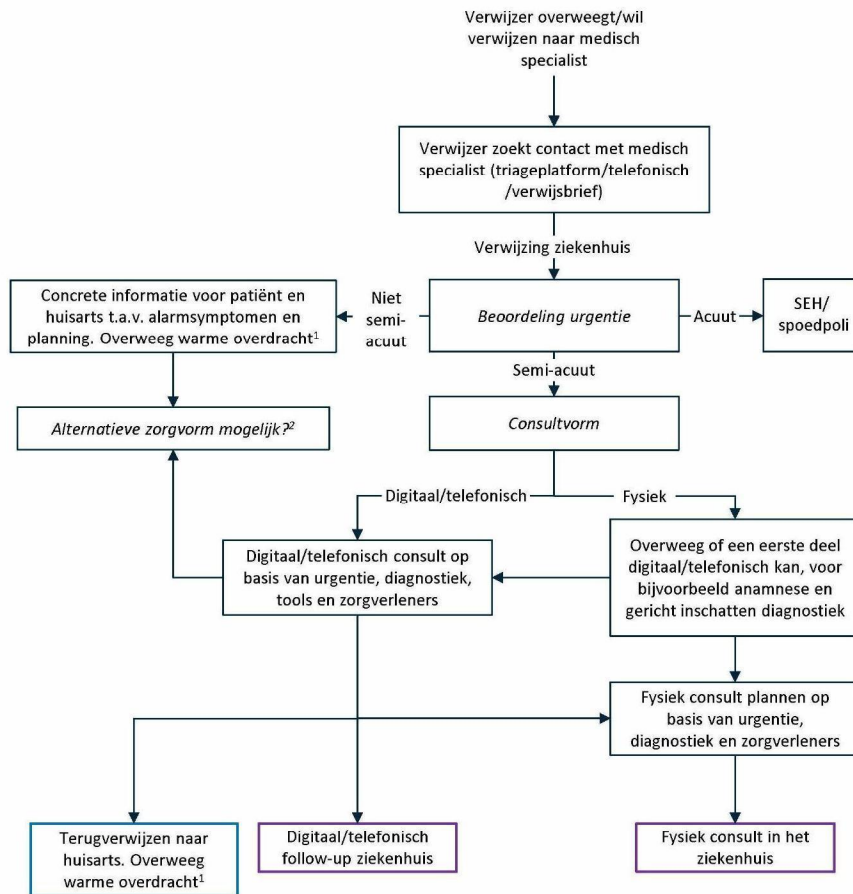 Verwijzer overweegt/wil
verwijzen naar medisch
specialist
Verwijzer zoekt contact met medisch
specialist (triageplatform/telefonisch
/verwijsbrief)
Verwijzing ziekenhuis
Concrete informatie voor patiënt en
huisarts t.a.v. alarmsymptomen en
planning. Overweeg warme overdracht¹
Niet
semi-
acuut
Beoordeling urgentie
Acuut
SEH/
spoedpoli
Semi-acuut
Alternatieve zorgvorm mogelijk?²
Consultvorm
Digitaal/telefonisch
Fysiek
Digitaal/telefonisch consult op
basis van urgentie, diagnostiek,
tools en zorgverleners
Overweeg of een eerste deel
digitaal/telefonisch kan, voor
bijvoorbeeld anamnese en
gericht inschatten diagnostiek
Fysiek consult plannen op
basis van urgentie,
diagnostiek en zorgverleners
Terugverwijzen naar
huisarts. Overweeg
warme overdracht¹
Digitaal/telefonisch
follow-up ziekenhuis
Fysiek consult in het
ziekenhuis